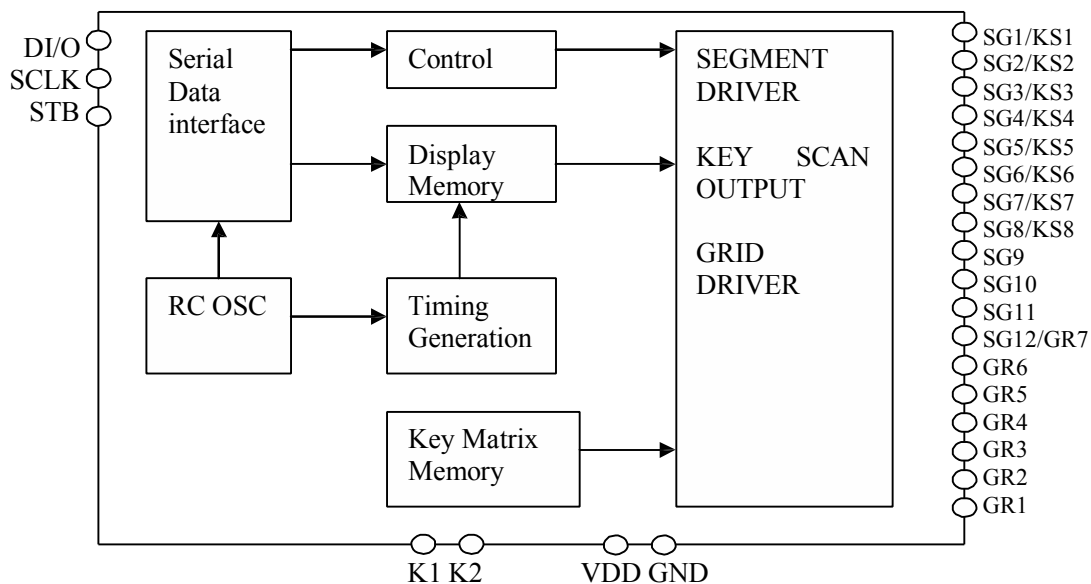 DI/O
SCLK
STB
Serial
Data
interface
Control
Display
Memory
RC OSC
Timing
Generation
Key Matrix
Memory
SEGMENT
DRIVER
KEY SCAN
OUTPUT
GRID
DRIVER
SG1/KS1
SG2/KS2
SG3/KS3
SG4/KS4
SG5/KS5
SG6/KS6
SG7/KS7
SG8/KS8
SG9
SG10
SG11
SG12/GR7
GR6
GR5
GR4
GR3
GR2
GR1
K1 K2 VDD GND